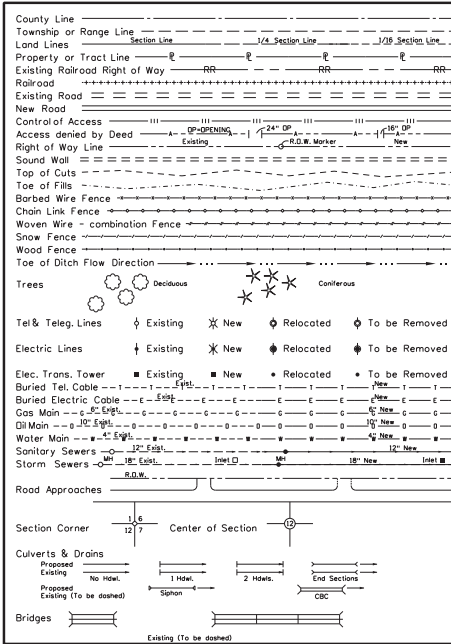 County Line
Township or Range Line
Land Lines Section Line 1/4 Section Line 1/16 Section Line
Property or Tract Line ⅊ ⅊ ⅊ ⅊
Existing Railroad Right of Way RR RR RR
Railroad
Existing Road
New Road
Control of Access III III III III III III III
Access denied by Deed A OP=OPENING A 24" OP A A 16" OP A
Right of Way Line Existing R.O.W. Marker New
Sound Wall
Top of Cuts
Toe of Fills
Barbed Wire Fence
Chain Link Fence
Woven Wire - combination Fence
Snow Fence
Wood Fence
Toe of Ditch Flow Direction
Trees Deciduous Coniferous
Tel & Teleg. Lines Existing New Relocated To be Removed
Electric Lines Existing New Relocated To be Removed
Elec. Trans. Tower Existing New Relocated To be Removed
Buried Tel. Cable T T Exist. T T T T T T New T T
Buried Electric Cable E Exist. E E E E E E New E E
Gas Main G 6" Exist. G G G G G G G G 6" New G G
Oil Main 10" Exist. O O O O O O O O O 10" New O O
Water Main 4" Exist. W W W W W W W W W 4" New W W
Sanitary Sewers 12" Exist. 12" New
Storm Sewers MH 18" Exist. Inlet MH 18" New Inlet
R.O.W.
Road Approaches
Section Corner 1 6 Center of Section 12
12 7
Culverts & Drains
Proposed
Existing
No Hdwl. 1 Hdwl. 2 Hdwls. End Sections
Proposed
Existing (To be dashed) Siphon CBC
Bridges
Existing (To be dashed)